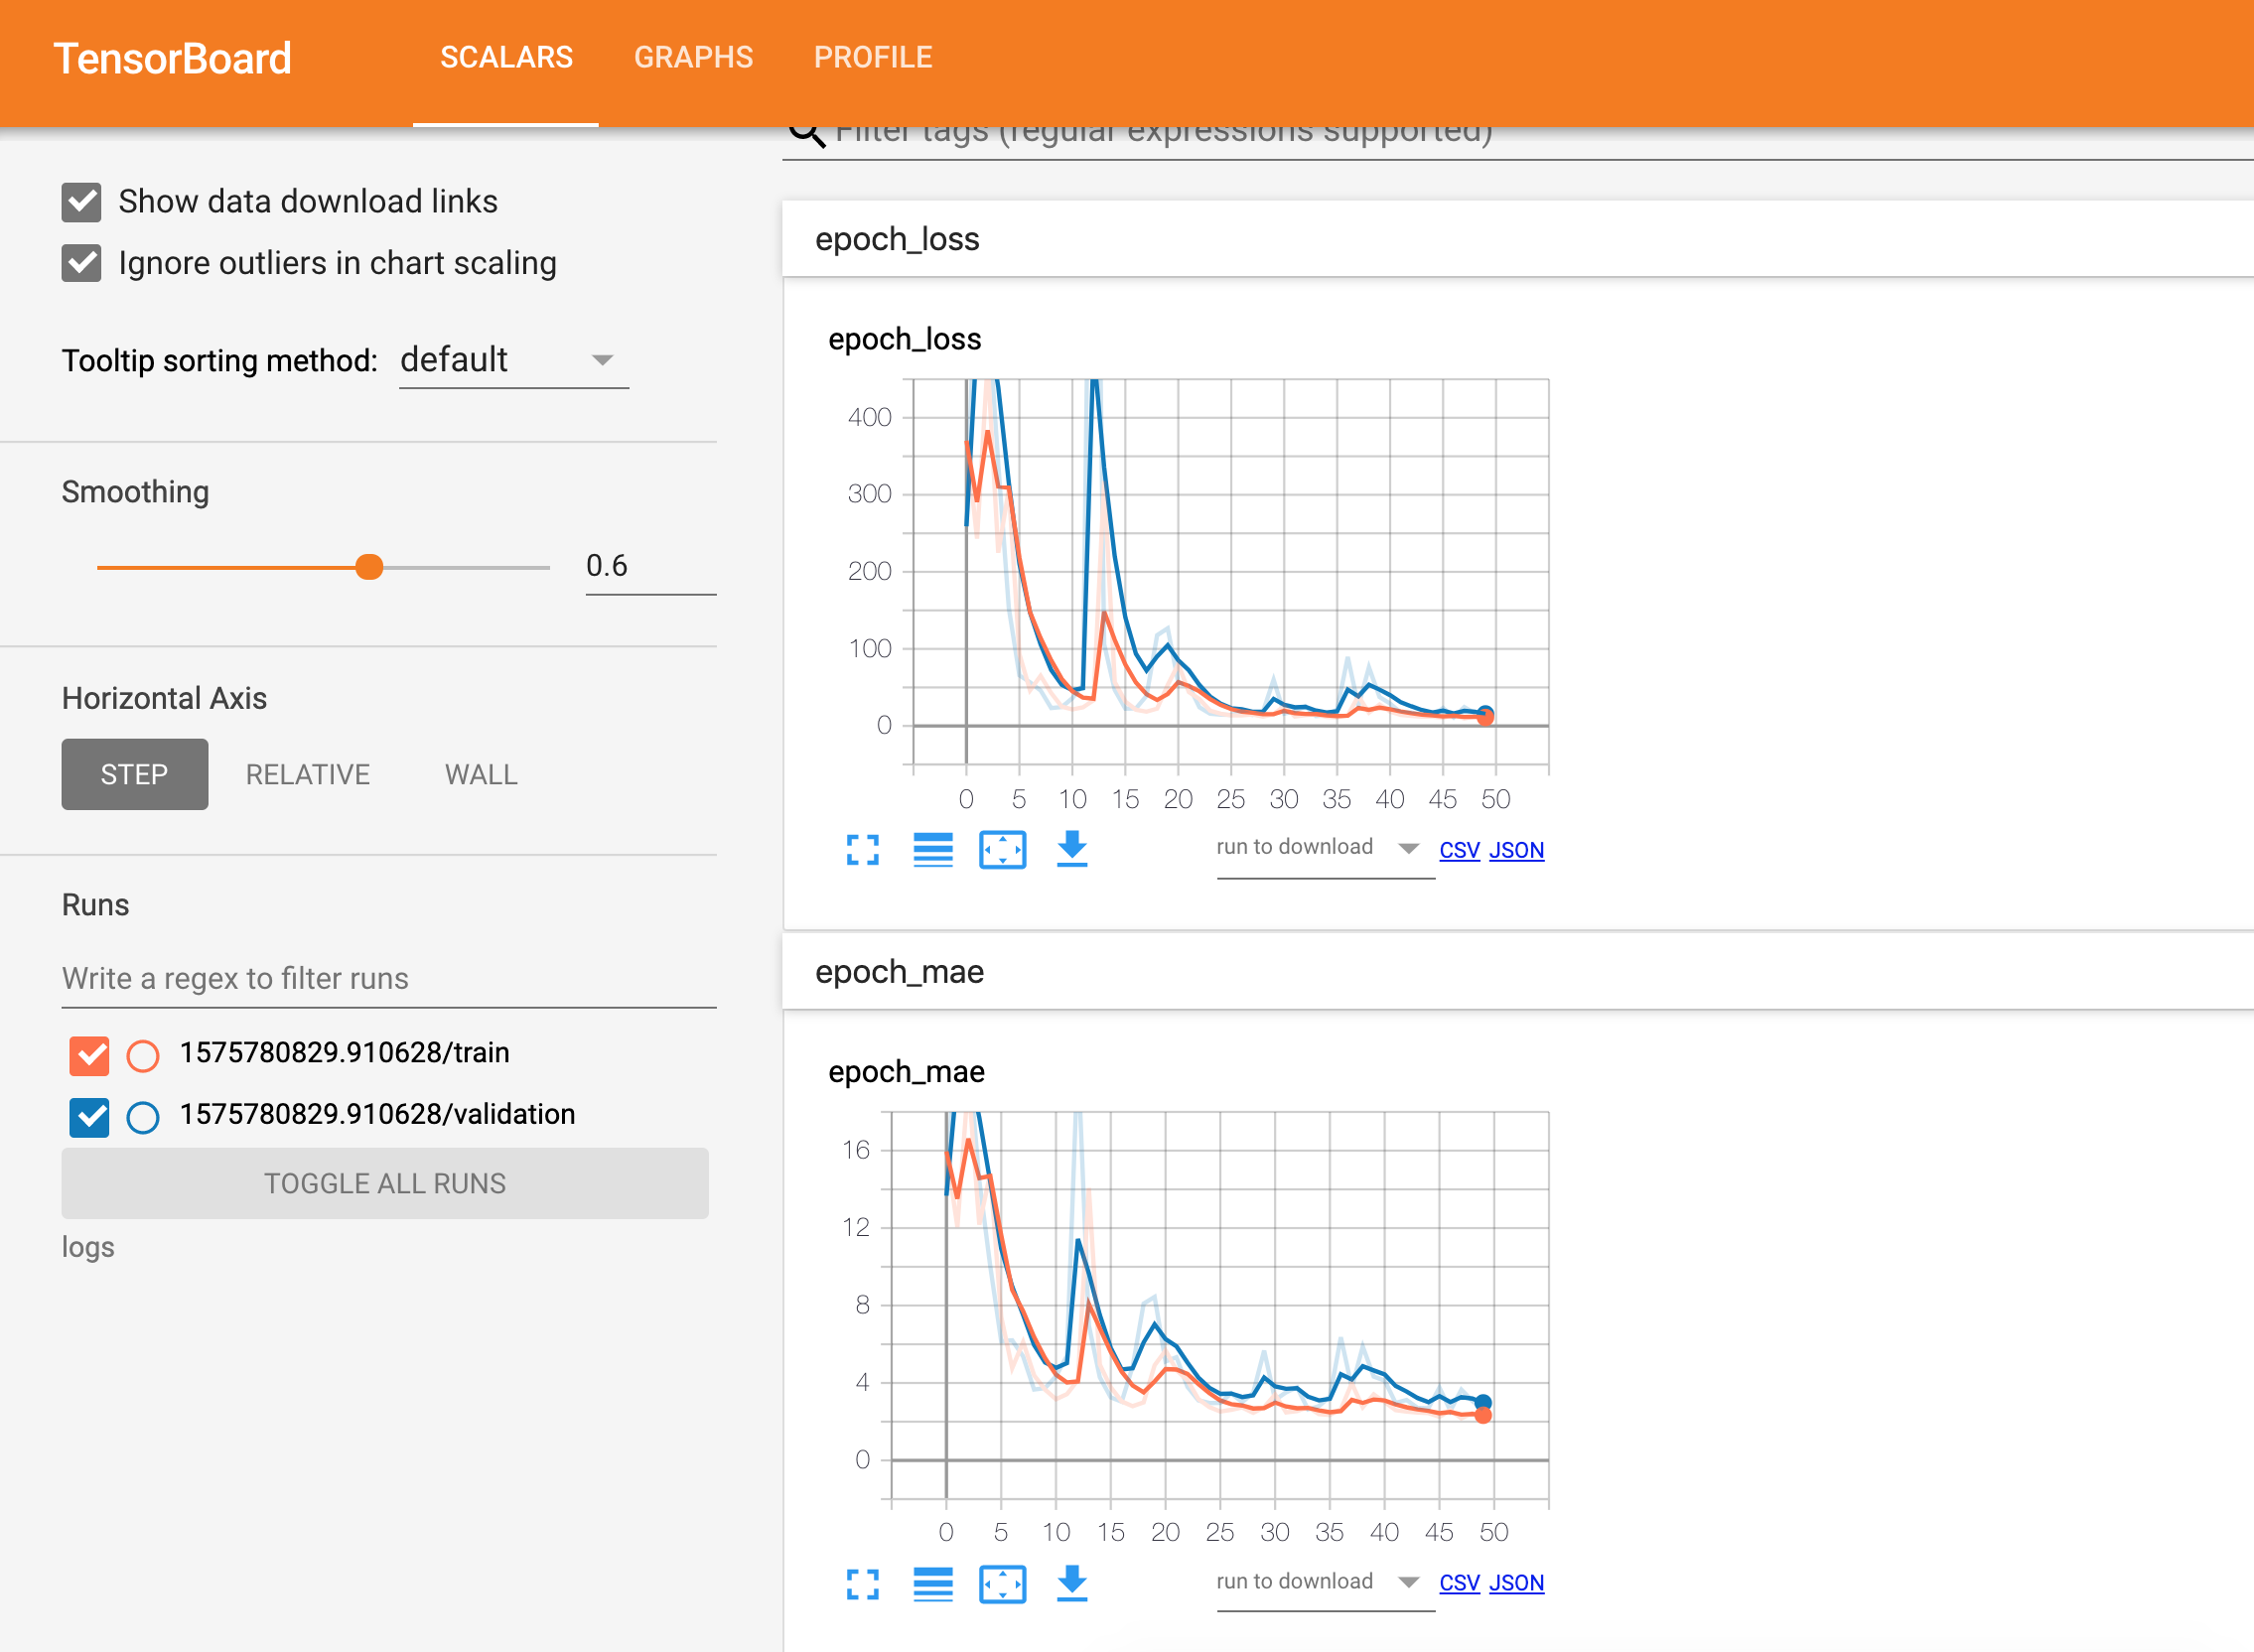 TensorBoard SCALARS GRAPHS PROFILE
Filter tags (regular expressions supported)
Show data download links
Ignore outliers in chart scaling
Tooltip sorting method: default
Smoothing
0.6
Horizontal Axis
STEP RELATIVE WALL
Runs
Write a regex to filter runs
1575780829.910628/train
1575780829.910628/validation
TOGGLE ALL RUNS
logs
epoch_loss
epoch_loss
400
300
200
100
0
0 5 10 15 20 25 30 35 40 45 50
run to download CSV JSON
epoch_mae
epoch_mae
16
12
8
4
0
0 5 10 15 20 25 30 35 40 45 50
run to download CSV JSON